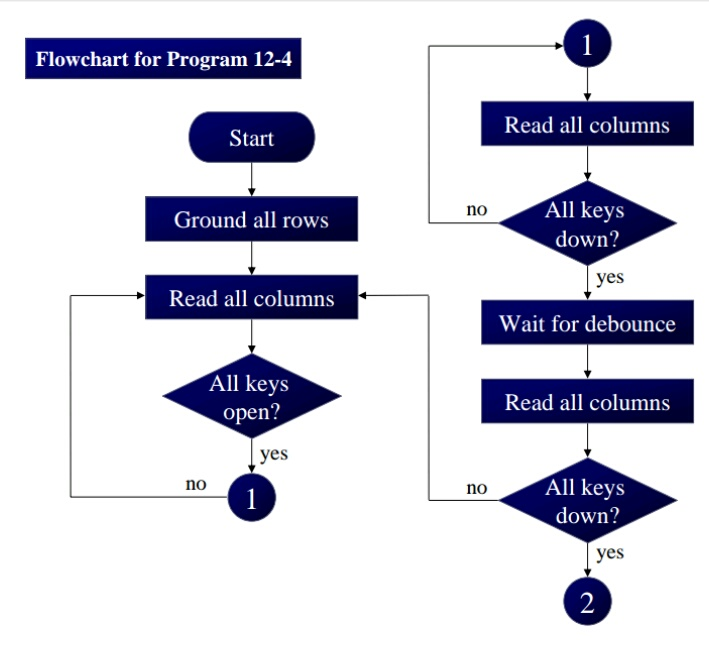 Flowchart for Program 12-4
Start
Ground all rows
Read all columns
All keys
open?
yes
no
1
1
Read all columns
All keys
down?
no
yes
Wait for debounce
Read all columns
All keys
down?
no
yes
2